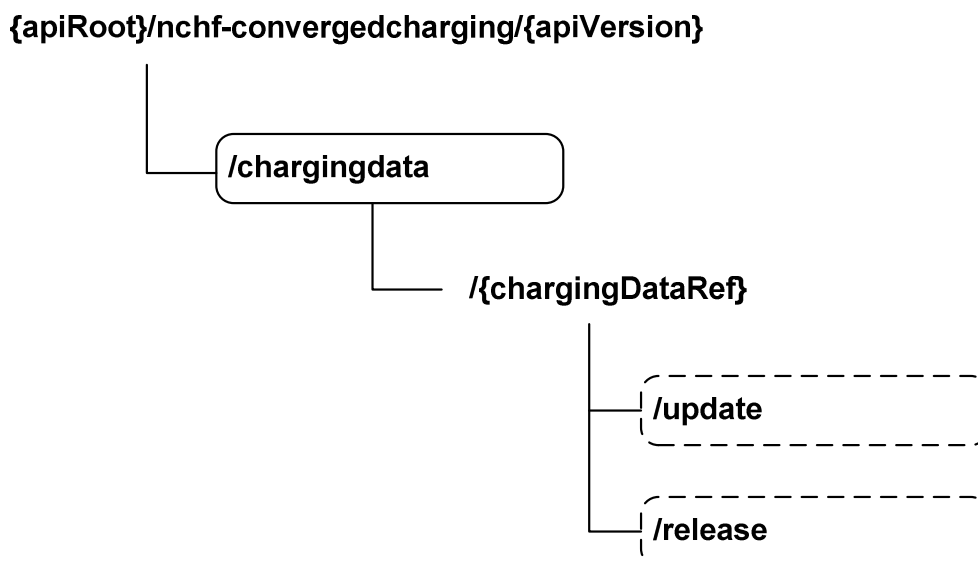 {apiRoot}/nchf-convergedcharging/{apiVersion}
/chargingdata
/{chargingDataRef}
/update
/release